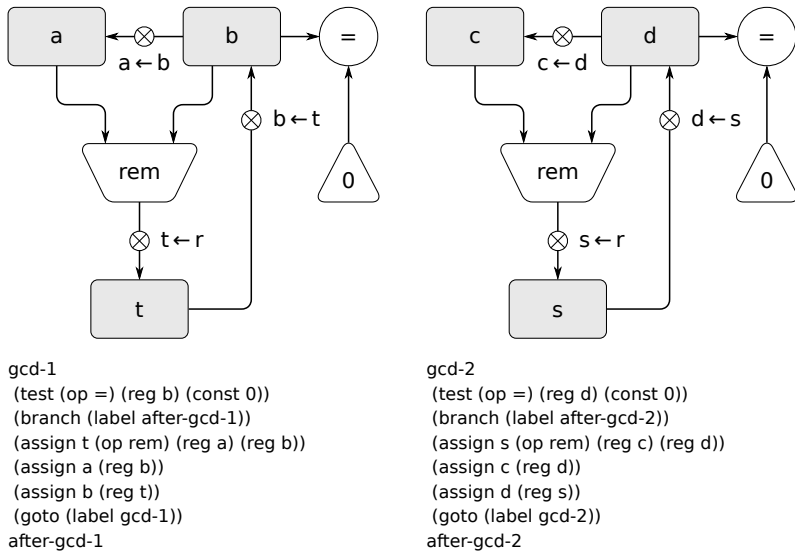 a
b
=
a ← b
b ← t
rem
0
t ← r
t
gcd-1
(test (op =) (reg b) (const 0))
(branch (label after-gcd-1))
(assign t (op rem) (reg a) (reg b))
(assign a (reg b))
(assign b (reg t))
(goto (label gcd-1))
after-gcd-1
c
d
=
c ← d
d ← s
rem
0
s ← r
s
gcd-2
(test (op =) (reg d) (const 0))
(branch (label after-gcd-2))
(assign s (op rem) (reg c) (reg d))
(assign c (reg d))
(assign d (reg s))
(goto (label gcd-2))
after-gcd-2